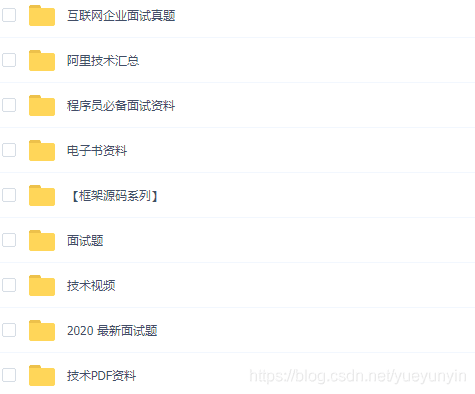 互联网企业面试真题
阿里技术汇总
程序员必备面试资料
电子书资料
【框架源码系列】
面试题
技术视频
2020 最新面试题
技术PDF资料
https://blog.csdn.net/yueyunyin